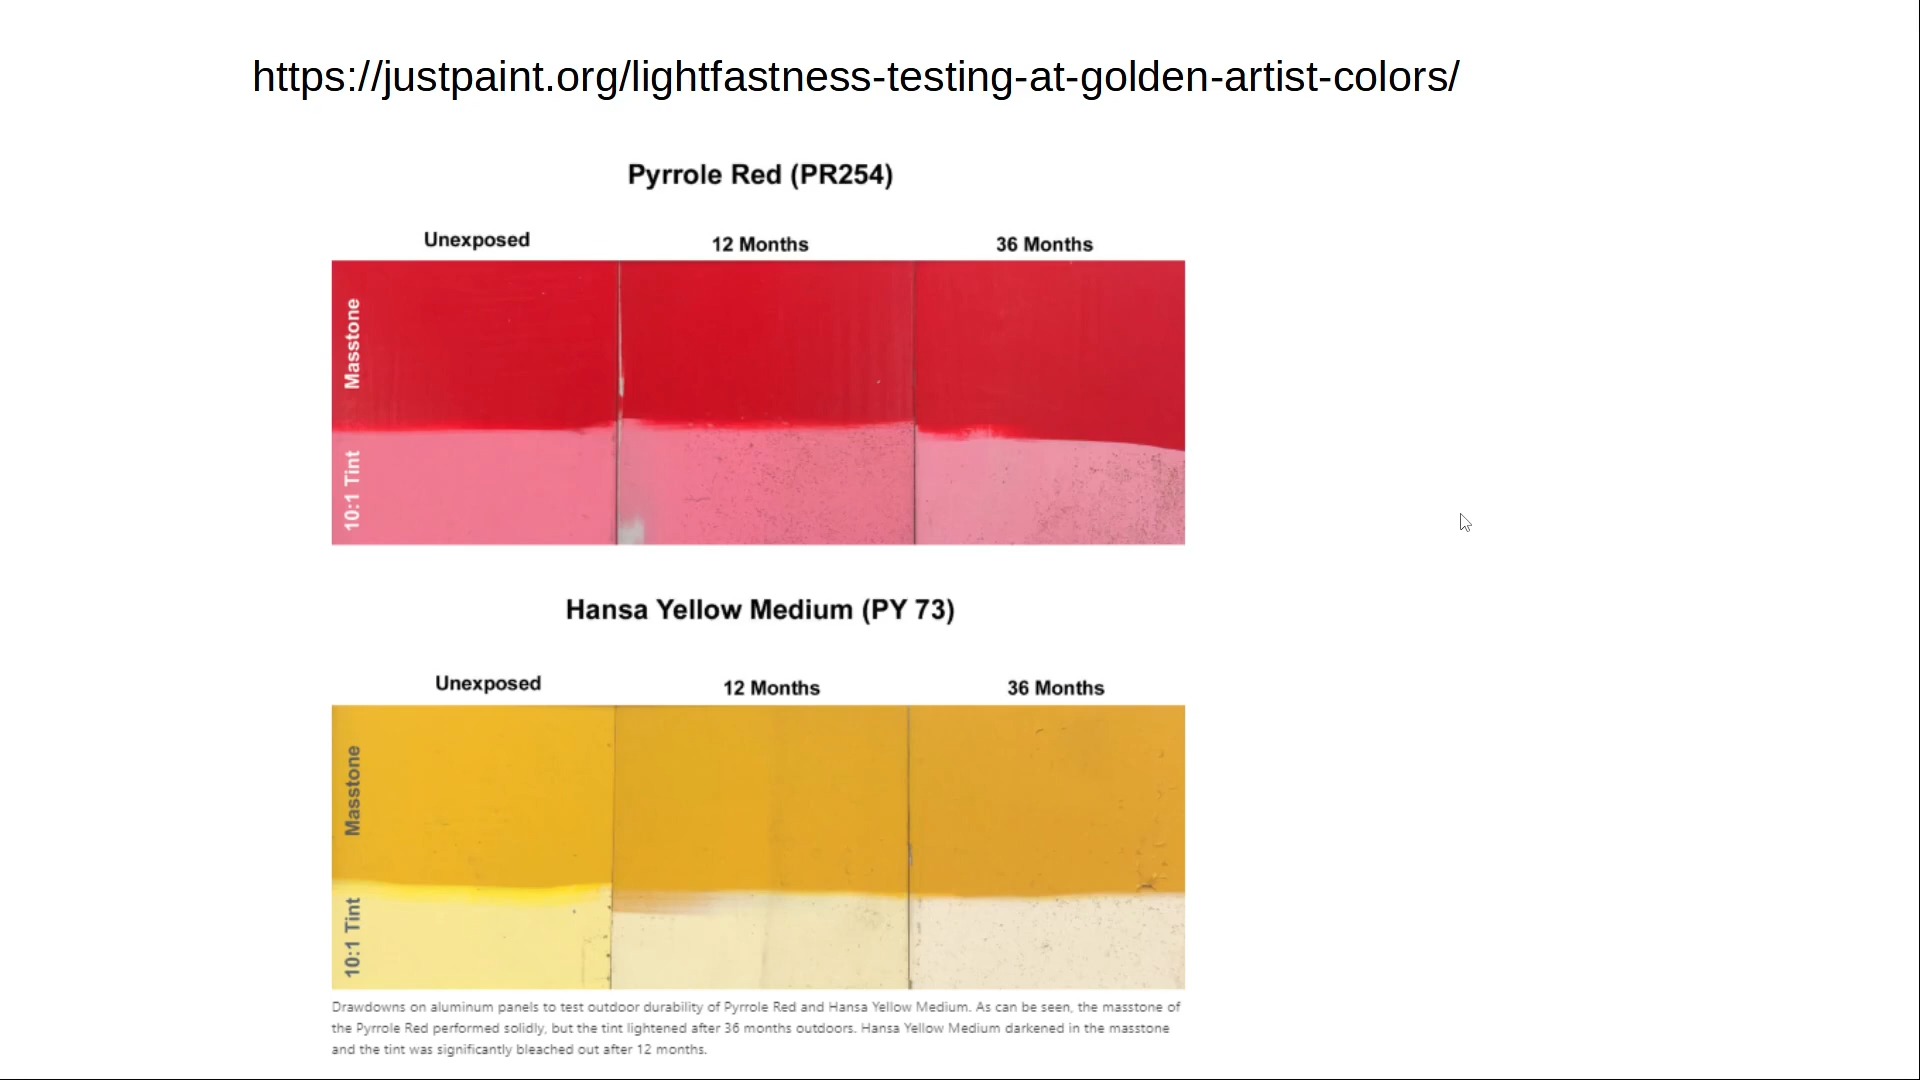 https://justpaint.org/lightfastness-testing-at-golden-artist-colors/
Pyrrole Red (PR254)
Unexposed
12 Months
36 Months
Masstone
10:1 Tint
Hansa Yellow Medium (PY 73)
Unexposed
12 Months
36 Months
Masstone
10:1 Tint
Drawdowns on aluminum panels to test outdoor durability of Pyrrole Red and Hansa Yellow Medium. As can be seen, the masstone of
the Pyrrole Red performed solidly, but the tint lightened after 36 months outdoors. Hansa Yellow Medium darkened in the masstone
and the tint was significantly bleached out after 12 months.